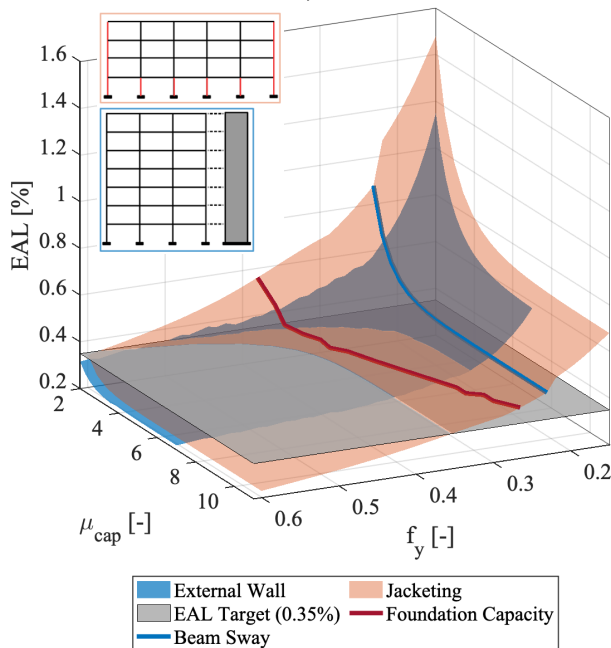 EAL [%]
1.6
1.4
1.2
1
0.8
0.6
0.4
0.2
2
4
6
8
10
μcap [-]
0.6
0.5
0.4
0.3
0.2
fy [-]
External Wall
Jacketing
EAL Target (0.35%)
Foundation Capacity
Beam Sway